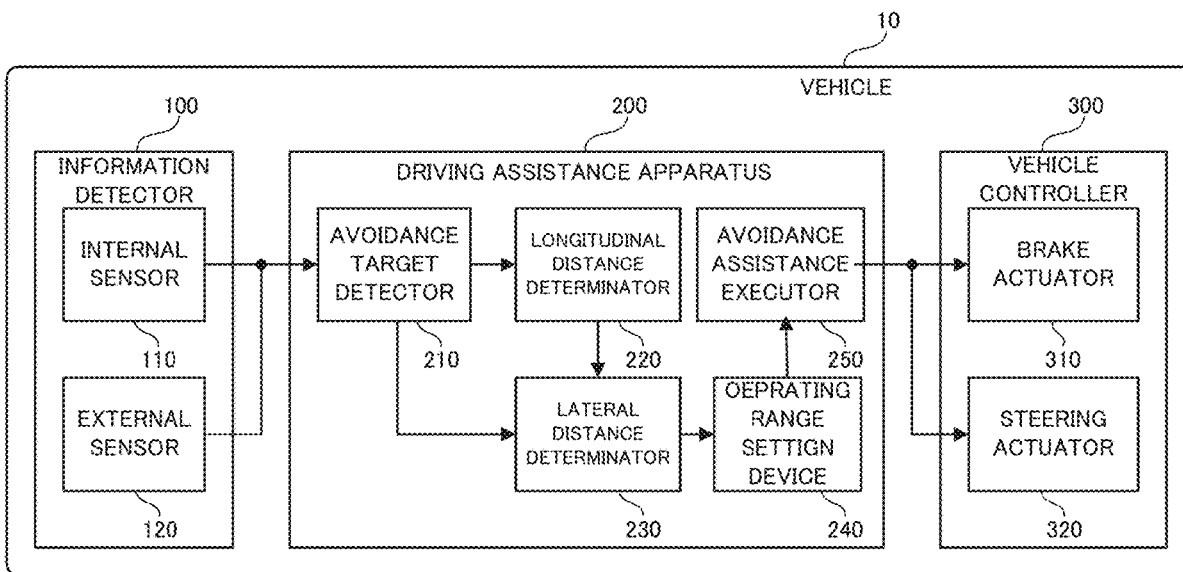 10
VEHICLE
100
200
300
INFORMATION
DETECTOR
INTERNAL
SENSOR
110
EXTERNAL
SENSOR
120
DRIVING ASSISTANCE APPARATUS
AVOIDANCE
TARGET
DETECTOR
210
LONGITUDINAL
DISTANCE
DETERMINATOR
220
AVOIDANCE
ASSISTANCE
EXECUTOR
250
LATERAL
DISTANCE
DETERMINATOR
230
OEPRATING
RANGE
SETTIGN
DEVICE
240
VEHICLE
CONTROLLER
BRAKE
ACTUATOR
310
STEERING
ACTUATOR
320